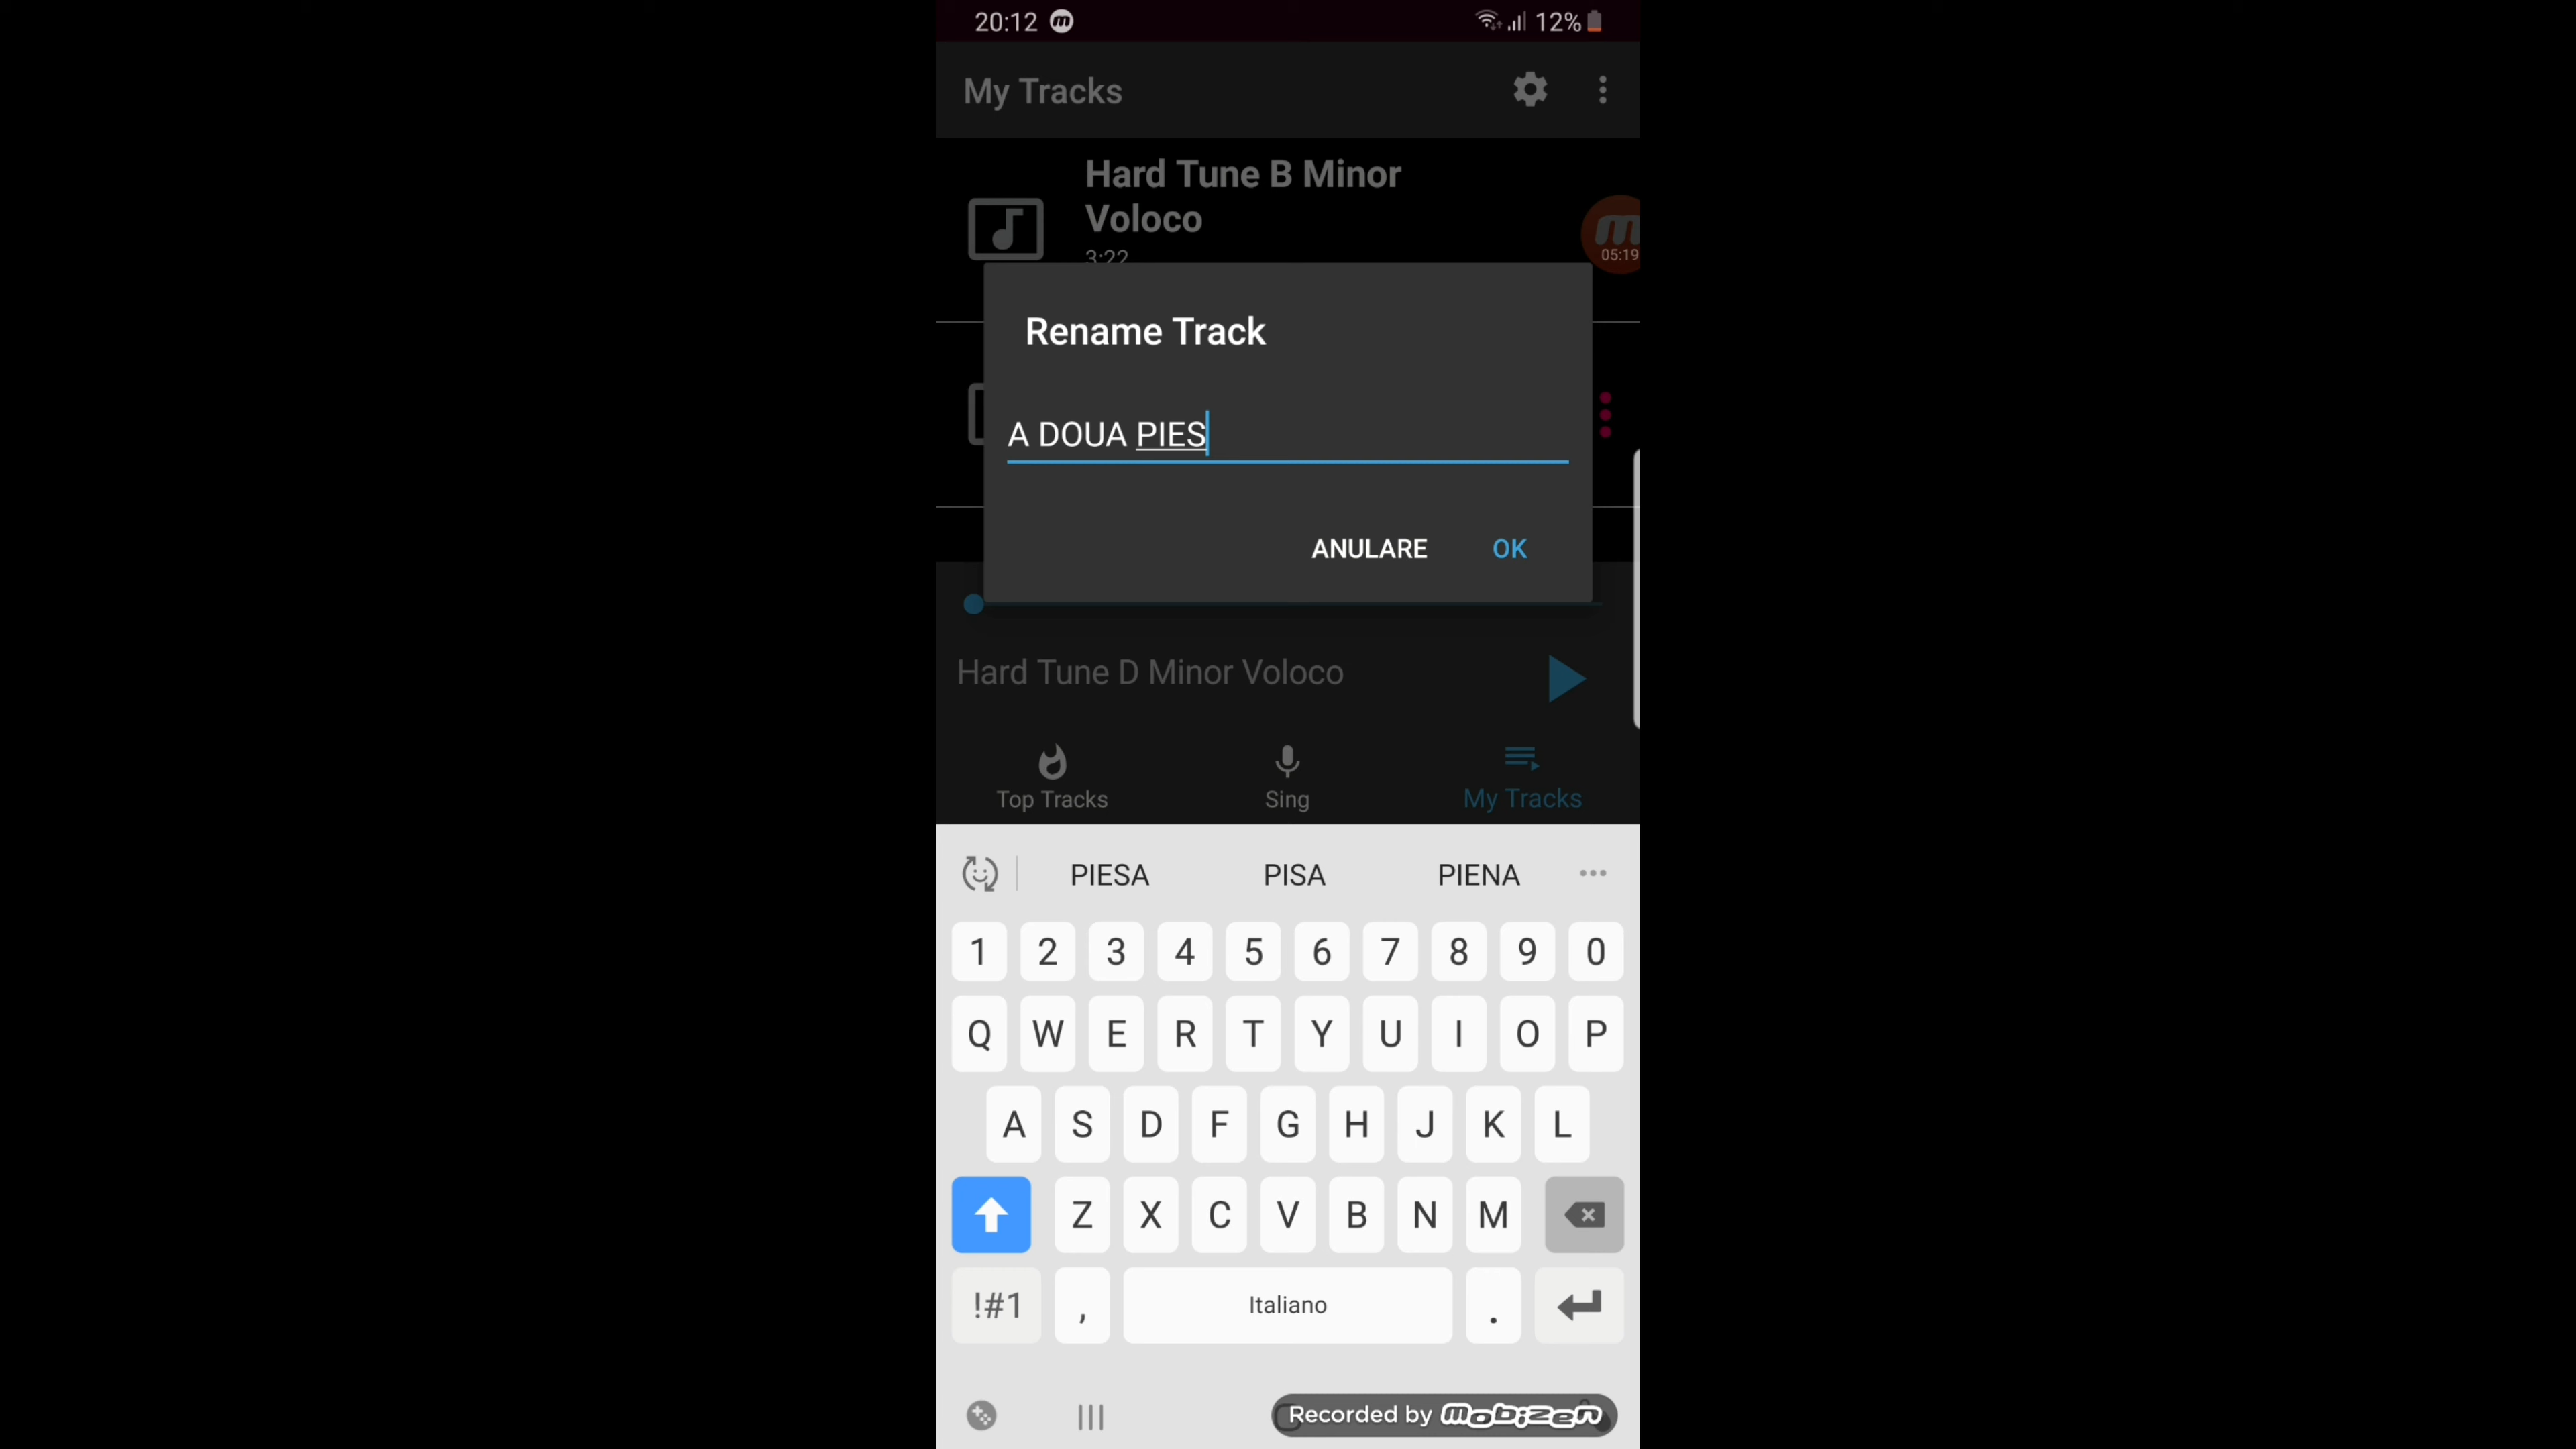 20:12
12%
My Tracks
Hard Tune B Minor
Voloco
3:22
05:19
Rename Track
A DOUA PIES
ANULARE OK
Hard Tune D Minor Voloco
Top Tracks Sing My Tracks
PIESA PISA PIENA
1 2 3 4 5 6 7 8 9 0
Q W E R T Y U I O P
A S D F G H J K L
Z X C V B N M
!#1 , Italiano .
Recorded by mobizen